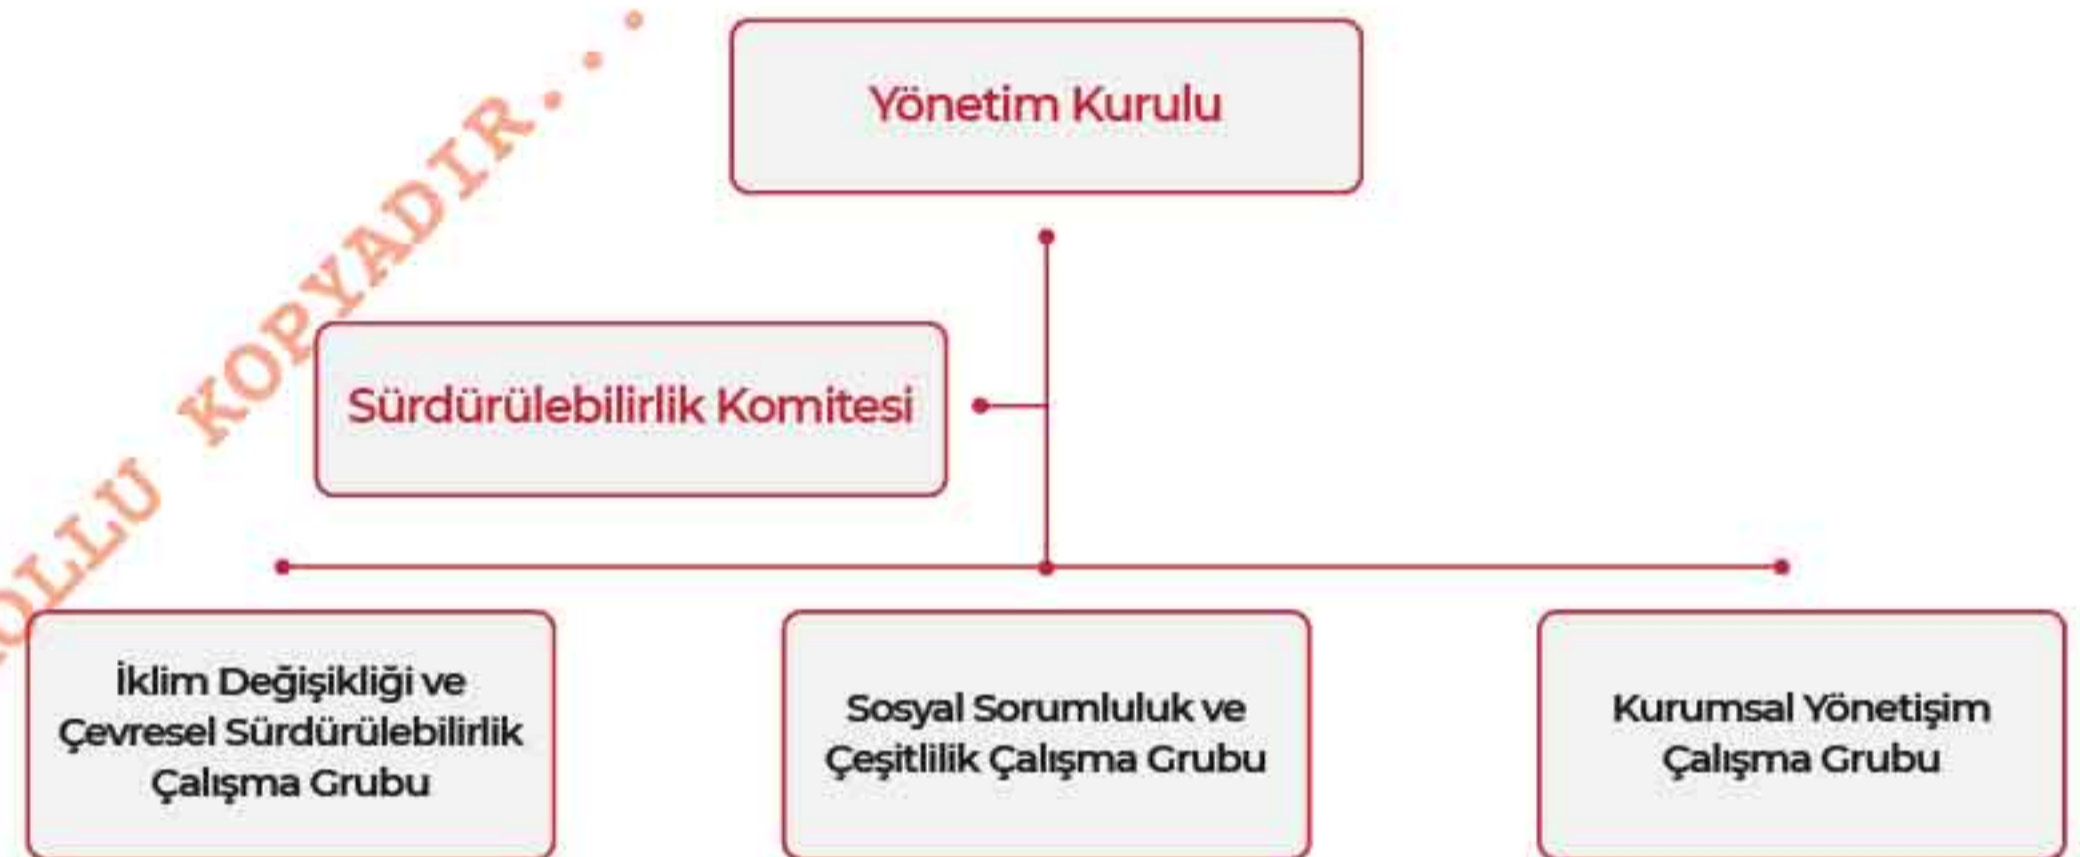 Yönetim Kurulu
Sürdürülebilirlik Komitesi
İklim Değişikliği ve
Çevresel Sürdürülebilirlik
Çalışma Grubu
Sosyal Sorumluluk ve
Çeşitlilik Çalışma Grubu
Kurumsal Yönetişim
Çalışma Grubu
KOPYADIR...